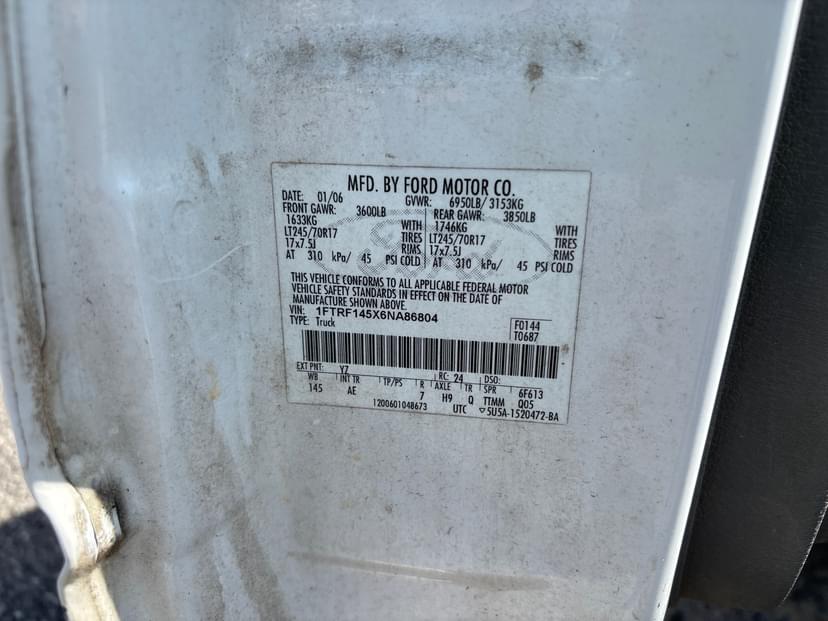 MFD. BY FORD MOTOR CO.
DATE: 01/06 GVWR: 6950LB/ 3153KG
FRONT GAWR: 3600LB REAR GAWR: 3850LB
1633KG WITH 1746KG WITH
LT245/70R17 TIRES LT245/70R17 TIRES
17x7.5J RIMS 17x7.5J RIMS
AT 310 kPa/ 45 PSI COLD AT 310 kPa/ 45 PSI COLD
THIS VEHICLE CONFORMS TO ALL APPLICABLE FEDERAL MOTOR
VEHICLE SAFETY STANDARDS IN EFFECT ON THE DATE OF
MANUFACTURE SHOWN ABOVE.
VIN: 1FTRF145X6NA86804
TYPE: Truck
F0144
T0687
EXT PNT: YZ RC: 24 DSO:
WB INT TR TP/PS R AXLE TR SPR 6F613
145 AE 7 H9 Q TTMM Q05
1200601048673 UTC ▽5U5A-1520472-BA